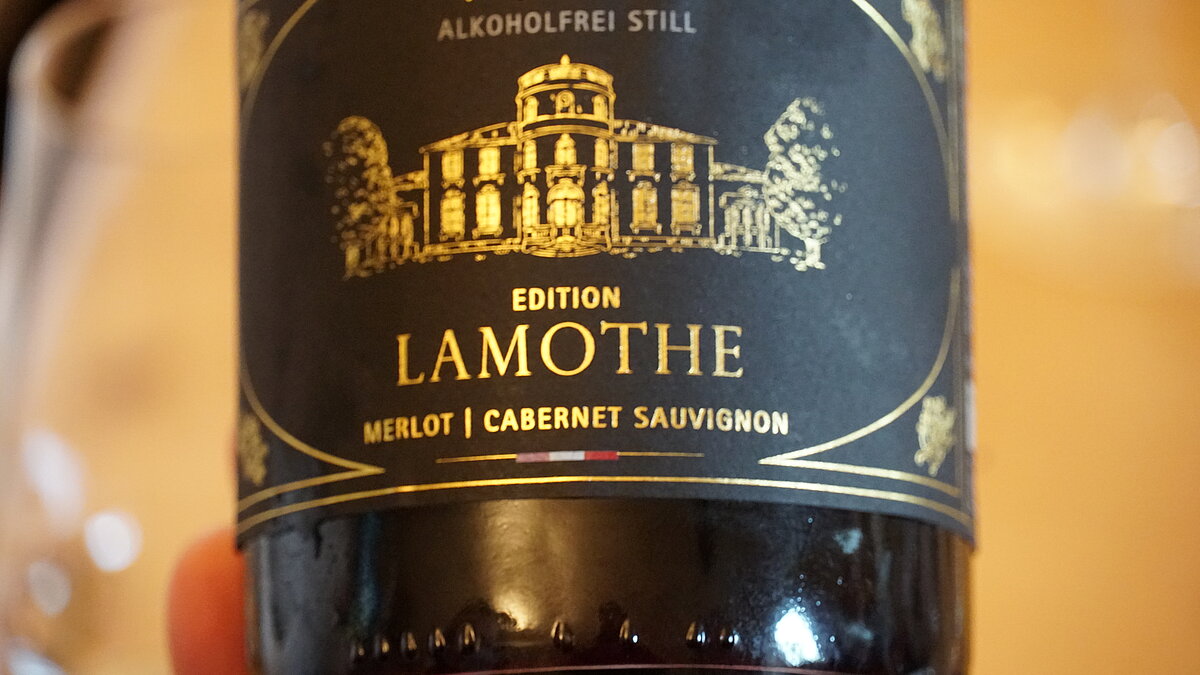 ALKOHOLFREI STILL
EDITION
LAMOTHE
MERLOT | CABERNET SAUVIGNON